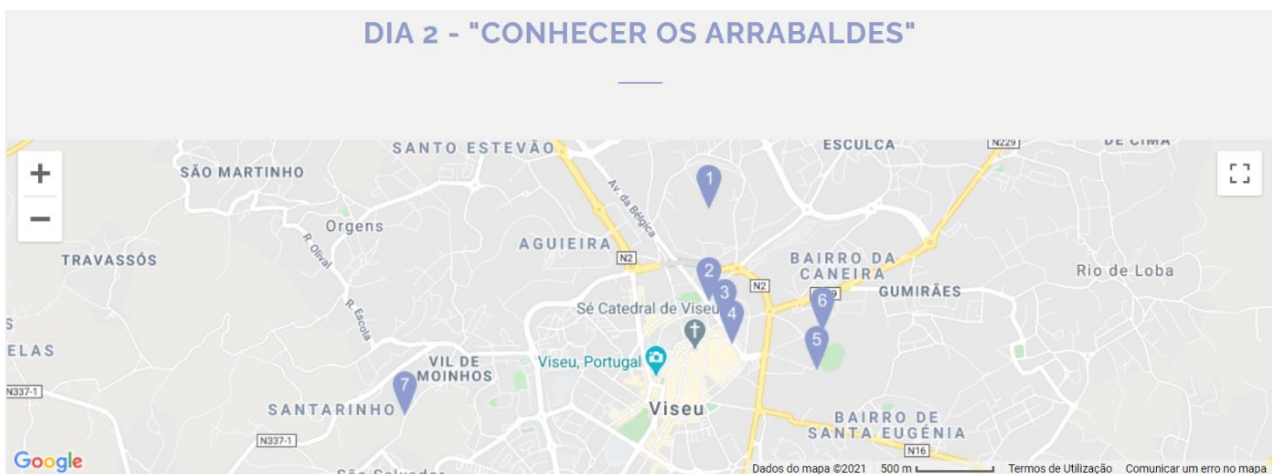 DIA 2 - "CONHECER OS ARRABALDES"
+
−
SANTO ESTEVÃO
ESCULCA
N229
DE CIMA
SÃO MARTINHO
1
Av. da Bélgica
Orgens
R. Olival
AGUIEIRA
N2
TRAVASSÓS
BAIRRO DA
CANEIRA
Rio de Loba
2
N2
3
GUMIRÃES
6
Sé Catedral de Viseu
4
R. Escola
5
ELAS
VIL DE
MOINHOS
Viseu, Portugal
N337-1
7
SANTARINHO
Viseu
BAIRRO DE
SANTA EUGÉNIA
N337-1
N16
Google
São Salvador
Dados do mapa ©2021
500 m
Termos de Utilização
Comunicar um erro no mapa